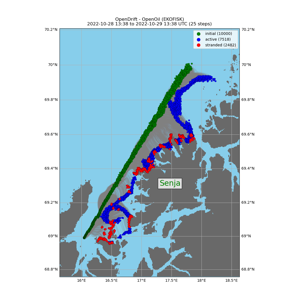 OpenDrift - OpenOil (EKOFISK)
2022-10-28 13:38 to 2022-10-29 13:38 UTC (25 steps)
70.2°N 70.2°N
initial (10000)
active (7518)
stranded (2482)
70°N 70°N
69.8°N 69.8°N
69.6°N 69.6°N
69.4°N 69.4°N
Senja
69.2°N 69.2°N
69°N 69°N
68.8°N 68.8°N
16°E 16.5°E 17°E 17.5°E 18°E 18.5°E